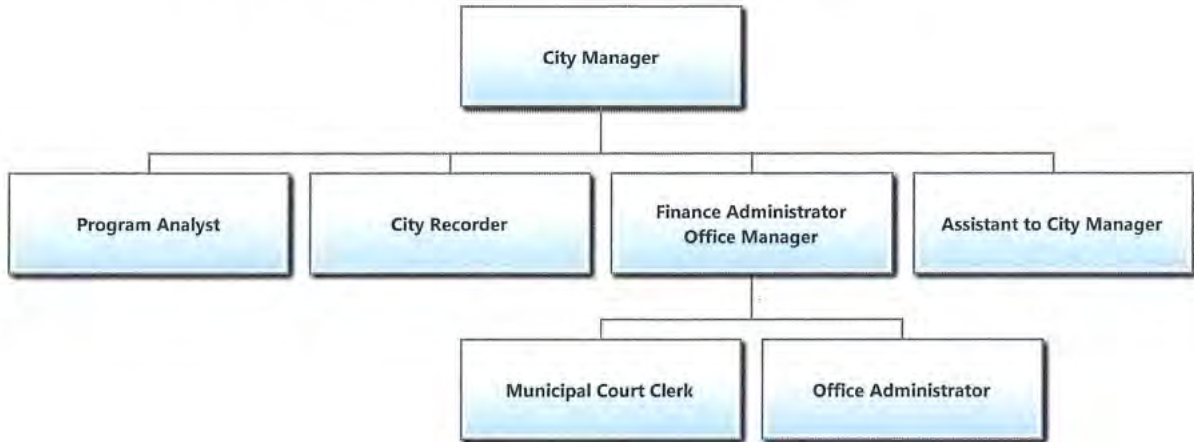 City Manager
Program Analyst
City Recorder
Finance Administrator
Office Manager
Assistant to City Manager
Municipal Court Clerk
Office Administrator